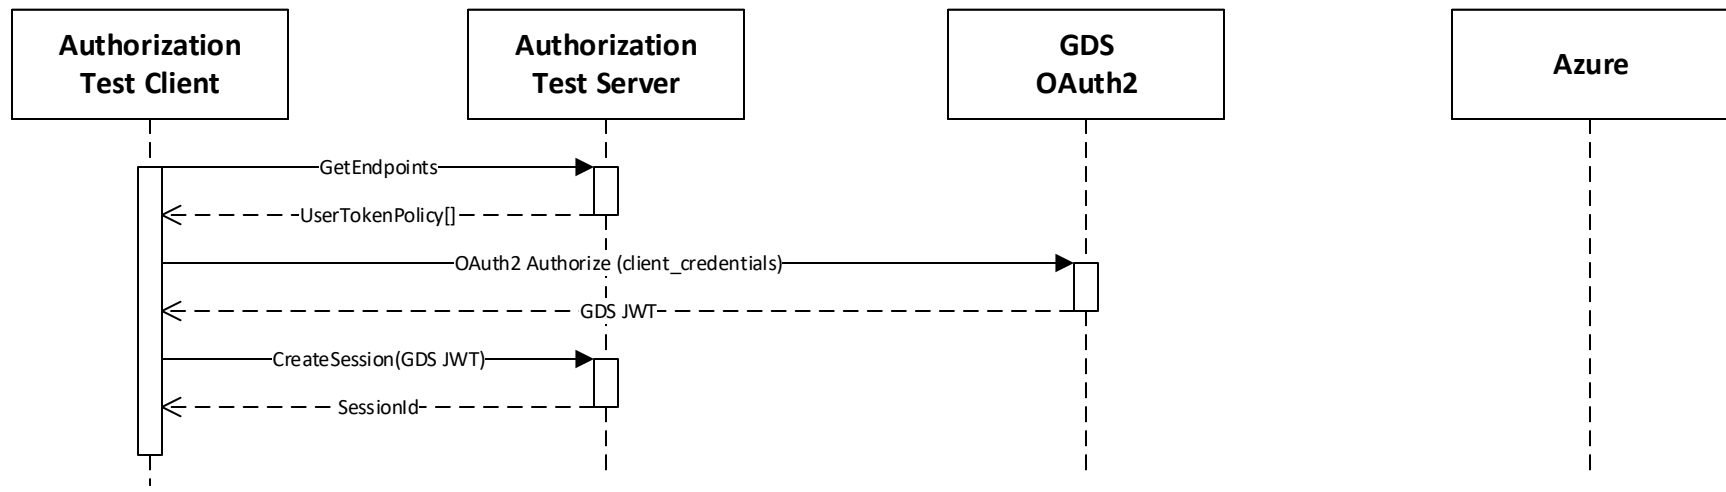 Authorization
Test Client
Authorization
Test Server
GDS
OAuth2
Azure
GetEndpoints
UserTokenPolicy[]
OAuth2 Authorize (client_credentials)
GDS JWT
CreateSession(GDS JWT)
SessionId